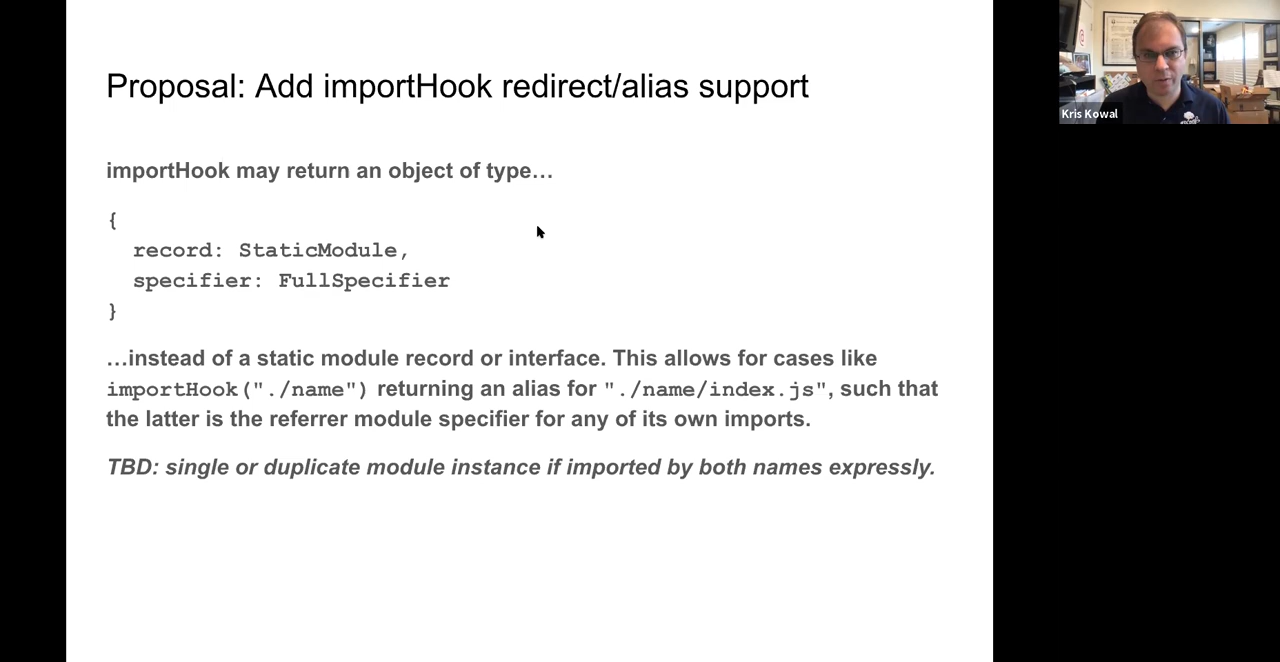 Proposal: Add importHook redirect/alias support
importHook may return an object of type…
{
record: StaticModule,
specifier: FullSpecifier
}
…instead of a static module record or interface. This allows for cases like
importHook("./name") returning an alias for "./name/index.js", such that
the latter is the referrer module specifier for any of its own imports.
TBD: single or duplicate module instance if imported by both names expressly.
Kris Kowal